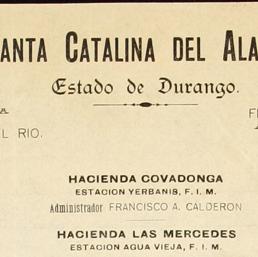 ANTA CATALINA DEL ALA
Estado de Durango.
L RIO.
HACIENDA COVADONGA
ESTACION YERBANIS, F. I. M.
Administrador FRANCISCO A. CALDERON
HACIENDA LAS MERCEDES
ESTACION AGUA VIEJA, F. I. M.